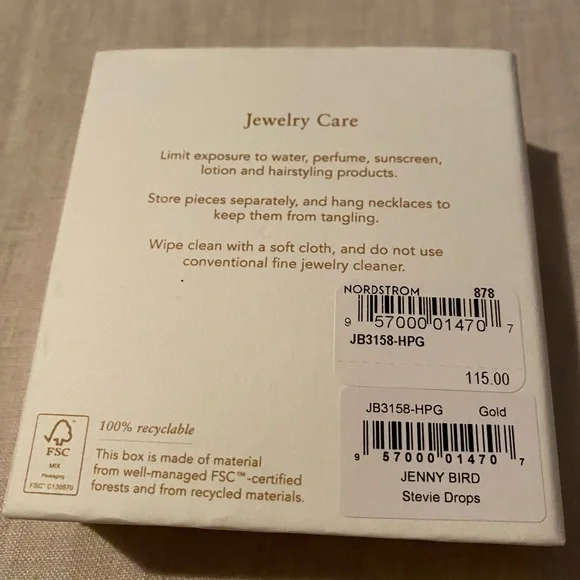 Jewelry Care
Limit exposure to water, perfume, sunscreen,
lotion and hairstyling products.
Store pieces separately, and hang necklaces to
keep them from tangling.
Wipe clean with a soft cloth, and do not use
conventional fine jewelry cleaner.
NORDSTROM 878
9 57000 01470 7
JB3158-HPG
115.00
JB3158-HPG Gold
9 57000 01470 7
JENNY BIRD
Stevie Drops
FSC
MIX
Packaging
100% recyclable
This box is made of material
from well-managed FSC™-certified
forests and from recycled materials.